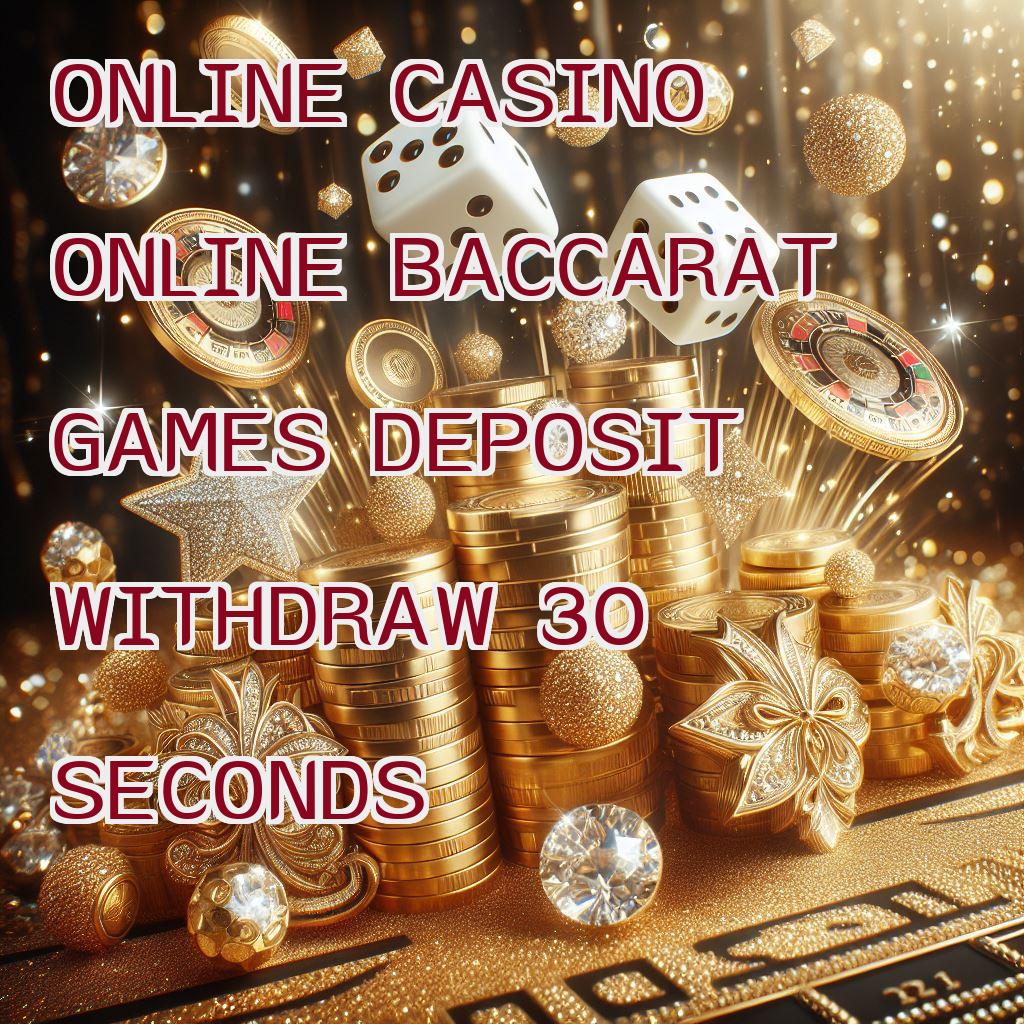 ONLINE CASINO
ONLINE BACCARAT
GAMES DEPOSIT
WITHDRAW 30
SECONDS